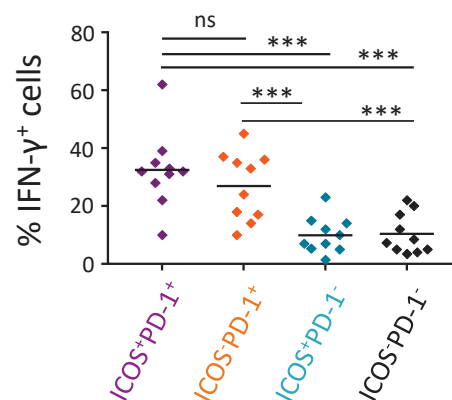 ns
***
***
***
***
% IFN-γ⁺ cells
80
60
40
20
0
ICOS⁺PD-1⁺
ICOS⁻PD-1⁺
ICOS⁺PD-1⁻
ICOS⁻PD-1⁻